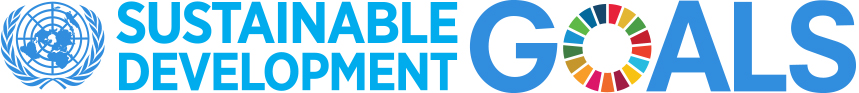 SUSTAINABLE
DEVELOPMENT
GOALS